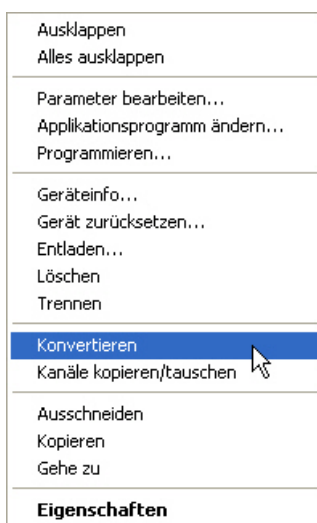 Ausklappen
Alles ausklappen
Parameter bearbeiten...
Applikationsprogramm ändern...
Programmieren...
Geräteinfo...
Gerät zurücksetzen...
Entladen...
Löschen
Trennen
Konvertieren
Kanäle kopieren/tauschen
Ausschneiden
Kopieren
Gehe zu
Eigenschaften